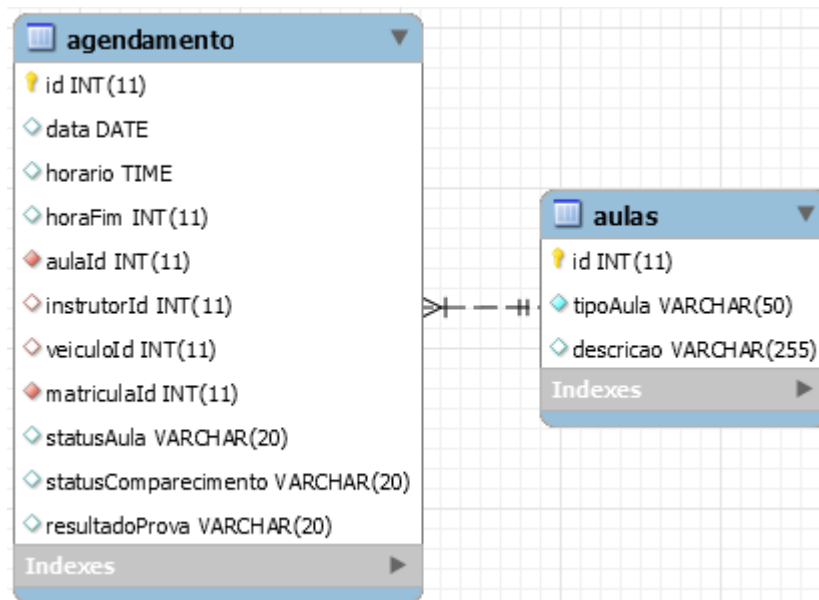 agendamento
id INT(11)
data DATE
horario TIME
horaFim INT(11)
aulaId INT(11)
instrutorId INT(11)
veiculoId INT(11)
matriculaId INT(11)
statusAula VARCHAR(20)
statusComparecimento VARCHAR(20)
resultadoProva VARCHAR(20)
Indexes
aulas
id INT(11)
tipoAula VARCHAR(50)
descricao VARCHAR(255)
Indexes